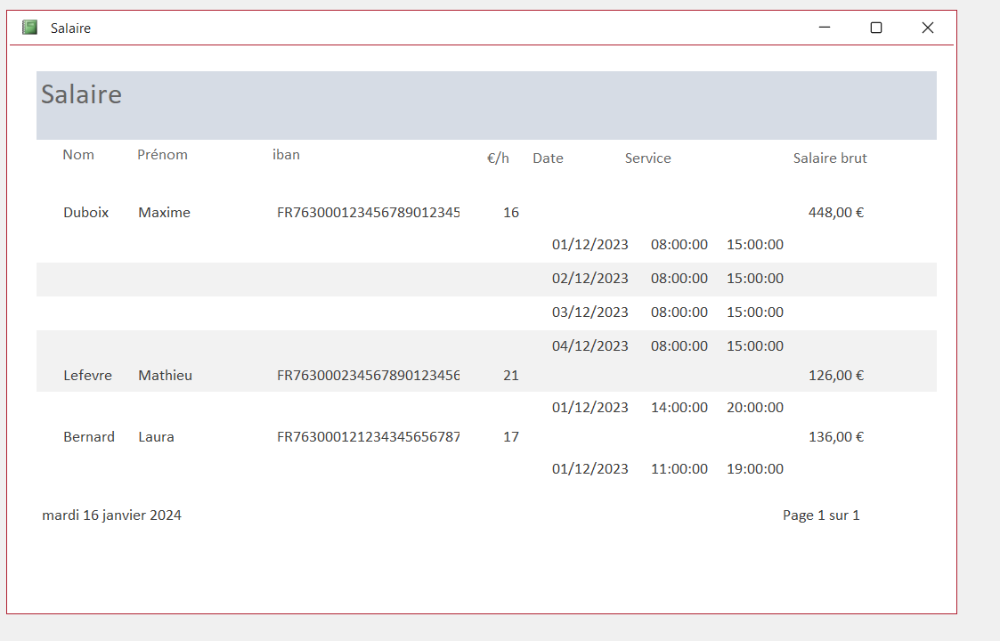 Salaire
Salaire
Nom Prénom iban €/h Date Service Salaire brut
Duboix Maxime FR763000123456789012345 16 448,00 €
01/12/2023 08:00:00 15:00:00
02/12/2023 08:00:00 15:00:00
03/12/2023 08:00:00 15:00:00
04/12/2023 08:00:00 15:00:00
Lefevre Mathieu FR763000234567890123456 21 126,00 €
01/12/2023 14:00:00 20:00:00
Bernard Laura FR763000121234345656787 17 136,00 €
01/12/2023 11:00:00 19:00:00
mardi 16 janvier 2024 Page 1 sur 1